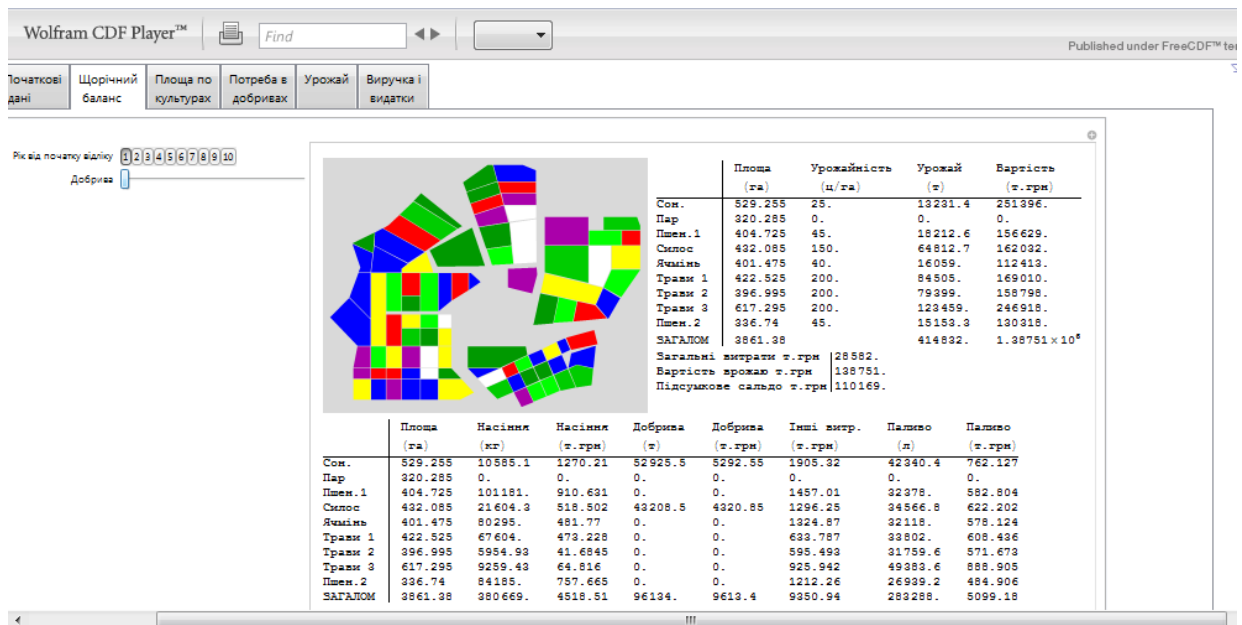 Wolfram CDF Player™ Find
Published under FreeCDF™ ter
Початкові дані
Щорічний баланс
Площа по культурах
Потреба в добривах
Урожай
Виручка і видатки
Рік від початку відліку 1 2 3 4 5 6 7 8 9 10
Добрива
Площа Урожайність Урожай Вартість
(га) (ц/га) (т) (т.грн)
Сон. 529.255 25. 13231.4 251396.
Пар 320.285 0. 0. 0.
Пшен.1 404.725 45. 18212.6 156629.
Силос 432.085 150. 64812.7 162032.
Ячмінь 401.475 40. 16059. 112413.
Трави 1 422.525 200. 84505. 169010.
Трави 2 396.995 200. 79399. 158798.
Трави 3 617.295 200. 123459. 246918.
Пшен.2 336.74 45. 15153.3 130318.
ЗАГАЛОМ 3861.38 414832. 1.38751×10⁶
Загальні витрати т.грн 28582.
Вартість врожаю т.грн 138751.
Підсумкове сальдо т.грн 110169.
Площа Насіння Насіння Добрива Добрива Інші витр. Паливо Паливо
(га) (кг) (т.грн) (т) (т.грн) (т.грн) (л) (т.грн)
Сон. 529.255 10585.1 1270.21 52925.5 5292.55 1905.32 42340.4 762.127
Пар 320.285 0. 0. 0. 0. 0. 0. 0.
Пшен.1 404.725 101181. 910.631 0. 0. 1457.01 32378. 582.804
Силос 432.085 21604.3 518.502 43208.5 4320.85 1296.25 34566.8 622.202
Ячмінь 401.475 80295. 481.77 0. 0. 1324.87 32118. 578.124
Трави 1 422.525 67604. 473.228 0. 0. 633.787 33802. 608.436
Трави 2 396.995 5954.93 41.6845 0. 0. 595.493 31759.6 571.673
Трави 3 617.295 9259.43 64.816 0. 0. 925.942 49383.6 888.905
Пшен.2 336.74 84185. 757.665 0. 0. 1212.26 26939.2 484.906
ЗАГАЛОМ 3861.38 380669. 4518.51 96134. 9613.4 9350.94 283288. 5099.18